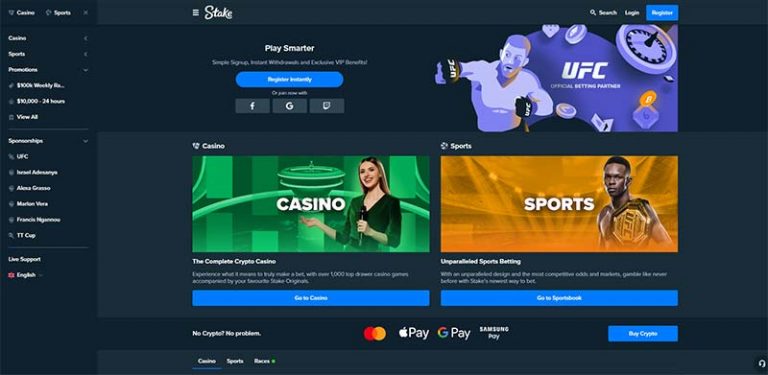 Casino
Sports
Casino
Sports
Promotions
$100k Weekly Ra...
$10,000 - 24 hours
View All
Sponsorships
UFC
Israel Adesanya
Alexa Grasso
Marlon Vera
Francis Ngannou
TT Cup
Live Support
English
Stake
Search
Login
Register
Play Smarter
Simple Signup, Instant Withdrawals and Exclusive VIP Benefits!
Register Instantly
Or join now with
UFC
OFFICIAL BETTING PARTNER
Casino
Sports
CASINO
SPORTS
The Complete Crypto Casino
Experience what it means to truly make a bet, with over 1,000 top drawer casino games
accompanied by your favourite Stake-Originals.
Go to Casino
Unparalleled Sports Betting
With an unparalleled design and the most competitive odds and markets, gamble like never
before with Stake's newest way to bet.
Go to Sportsbook
No Crypto? No problem.
Pay
G Pay
SAMSUNG
Pay
Buy Crypto
Casino
Sports
Races